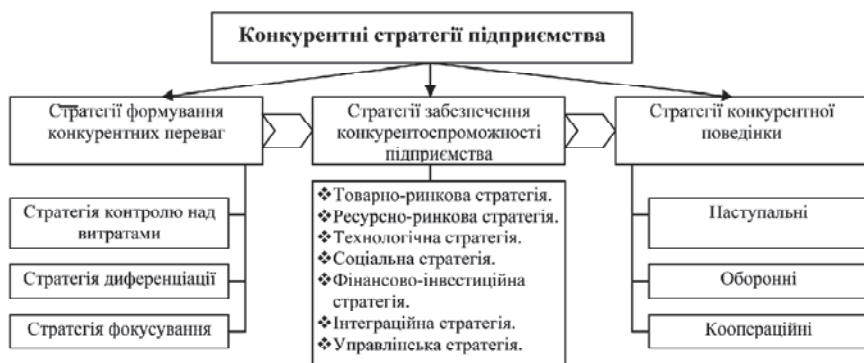 Конкурентні стратегії підприємства
Стратегії формування
конкурентних переваг
Стратегії забезпечення
конкурентоспроможності
підприємства
Стратегії конкурентної
поведінки
Стратегія контролю над
витратами
Стратегія диференціації
Стратегія фокусування
❖Товарно-ринкова стратегія.
❖Ресурсно-ринкова стратегія.
❖Технологічна стратегія.
❖Соціальна стратегія.
❖Фінансово-інвестиційна
стратегія.
❖Інтеграційна стратегія.
❖Управлінська стратегія.
Наступальні
Оборонні
Коопераційні